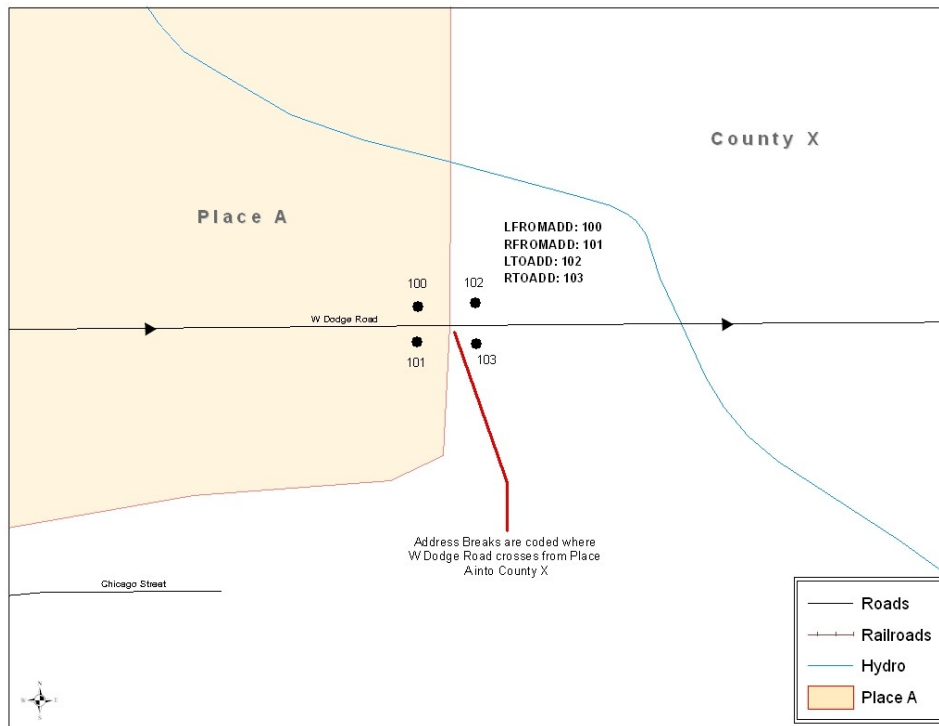 County X
Place A
LFROMADD: 100
RFROMADD: 101
LTOADD: 102
RTOADD: 103
100
102
W Dodge Road
101
103
Address Breaks are coded where
W Dodge Road crosses from Place
Ainto County X
Chicago Street
Roads
Railroads
Hydro
Place A
N
W
E
S